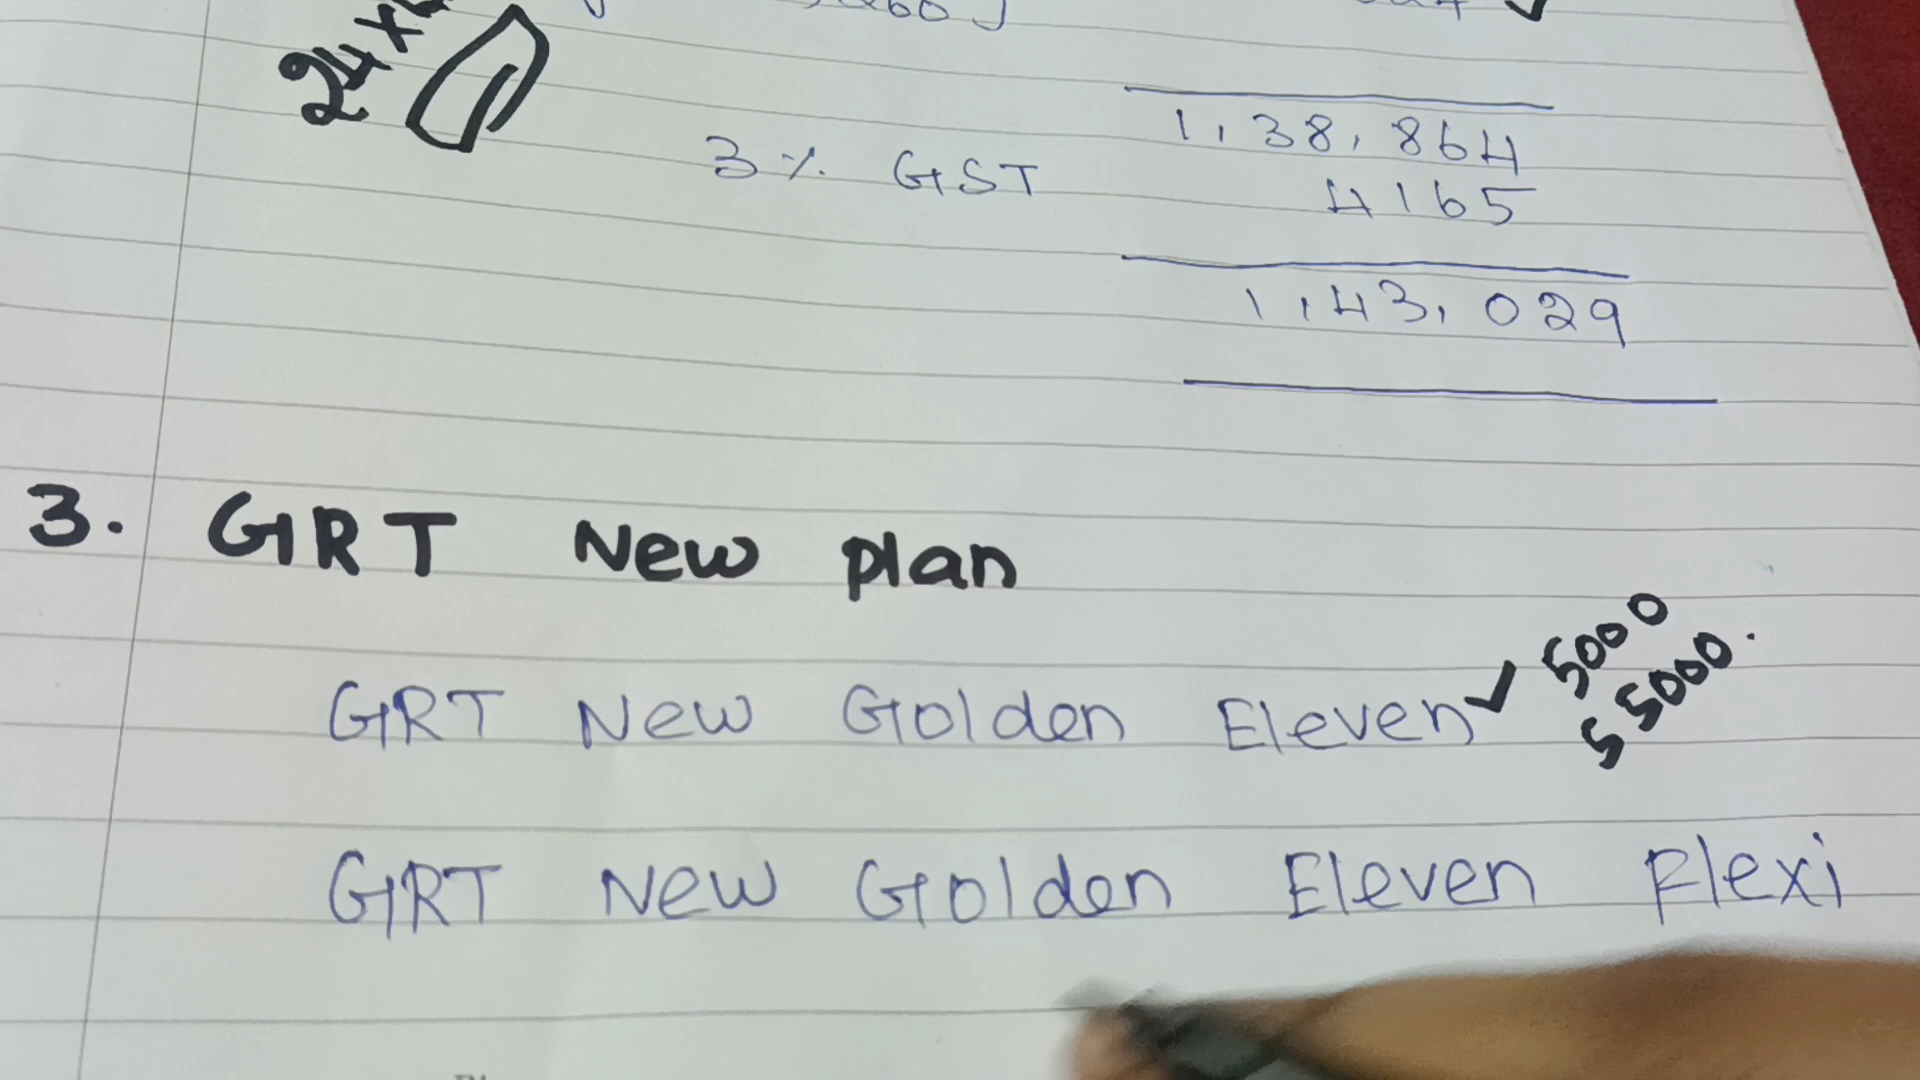 24 x
1,38,864
3% GST 4165
1,43,029
3. GRT New plan
GRT New Golden Eleven ✓ 5000
55000.
GRT New Golden Eleven Flexi